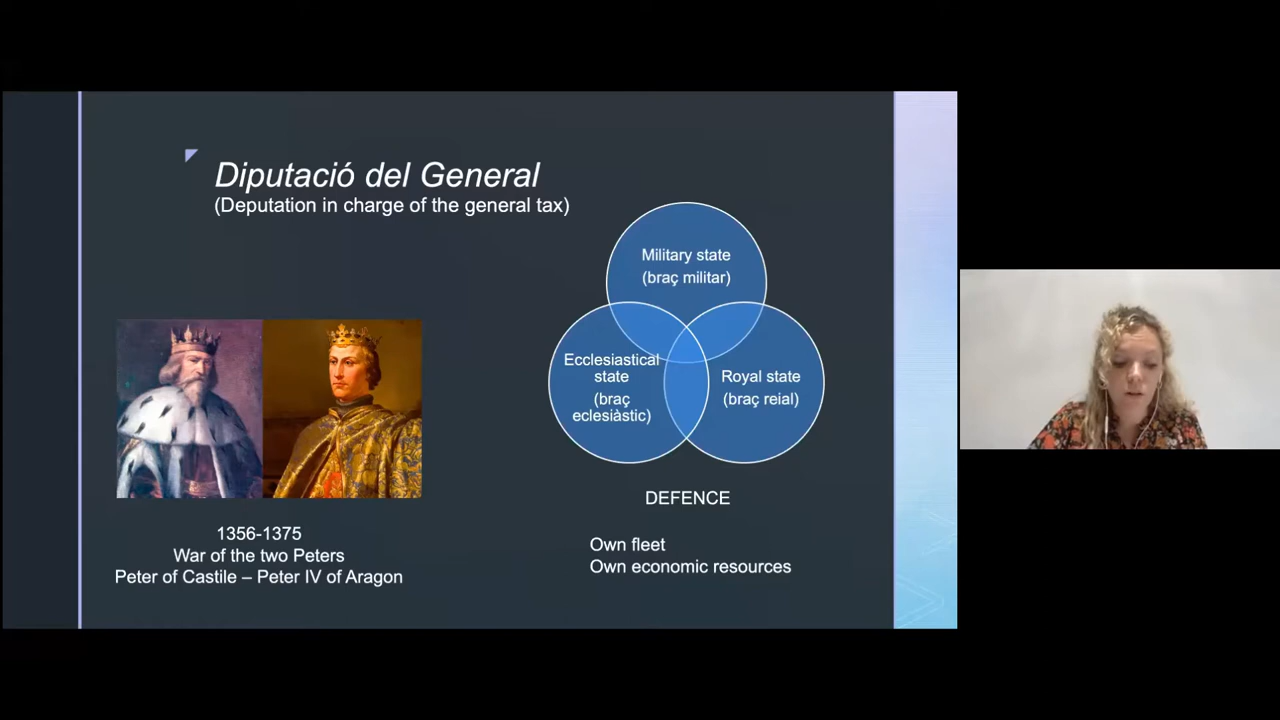 Diputació del General
(Deputation in charge of the general tax)
Military state
(braç militar)
Ecclesiastical
state
(braç
eclesiàstic)
Royal state
(braç reial)
DEFENCE
Own fleet
Own economic resources
1356-1375
War of the two Peters
Peter of Castile – Peter IV of Aragon